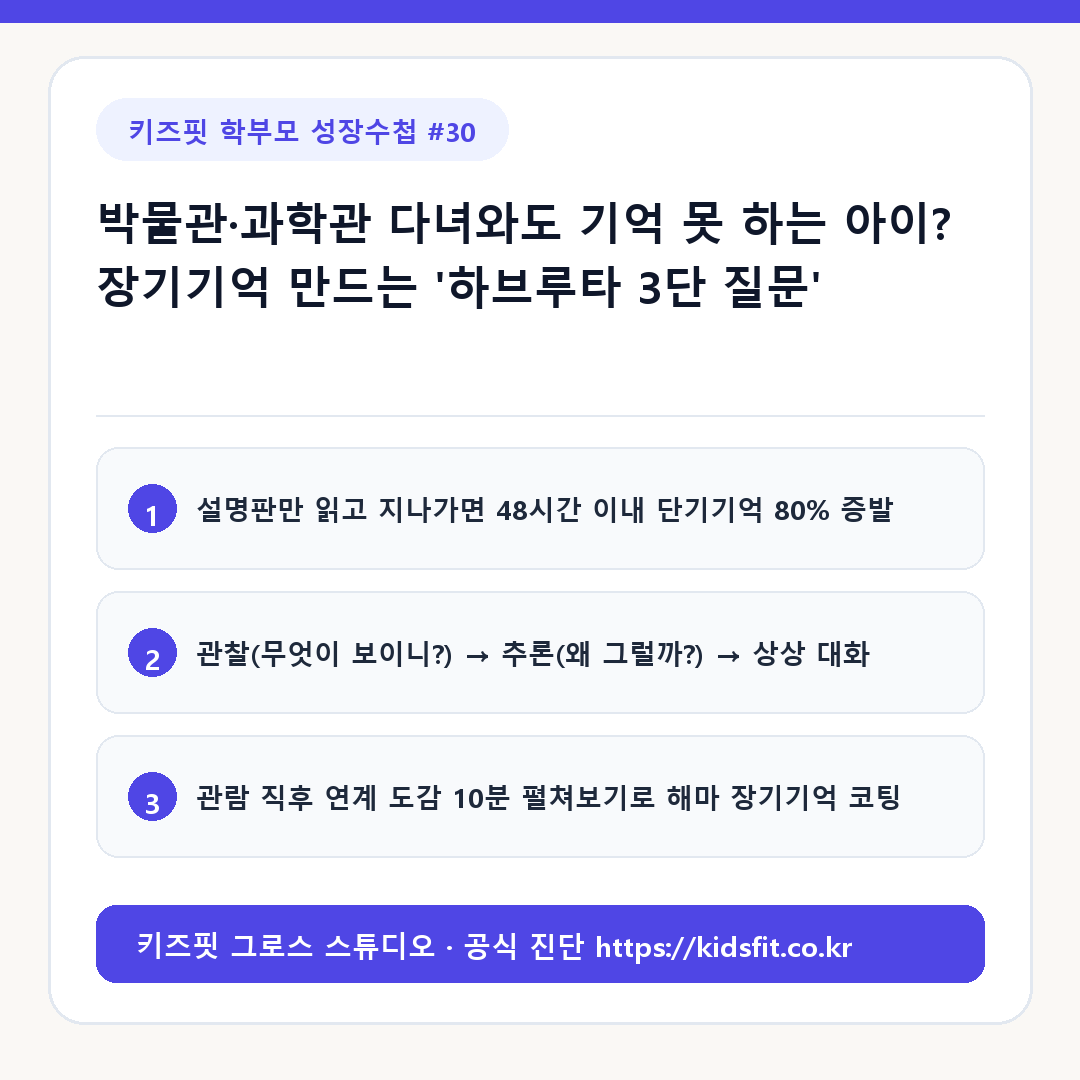 키즈핏 학부모 성장수첩 #30
박물관·과학관 다녀와도 기억 못 하는 아이?
장기기억 만드는 '하브루타 3단 질문'
1 설명판만 읽고 지나가면 48시간 이내 단기기억 80% 증발
2 관찰(무엇이 보이니?) → 추론(왜 그럴까?) → 상상 대화
3 관람 직후 연계 도감 10분 펼쳐보기로 해마 장기기억 코팅
키즈핏 그로스 스튜디오 · 공식 진단 https://kidsfit.co.kr